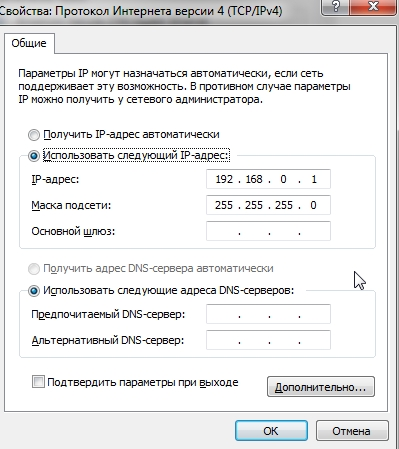 Свойства: Протокол Интернета версии 4 (TCP/IPv4)
Общие
Параметры IP могут назначаться автоматически, если сеть
поддерживает эту возможность. В противном случае параметры
IP можно получить у сетевого администратора.
Получить IP-адрес автоматически
Использовать следующий IP-адрес:
IP-адрес: 192 . 168 . 0 . 1
Маска подсети: 255 . 255 . 255 . 0
Основной шлюз: . . .
Получить адрес DNS-сервера автоматически
Использовать следующие адреса DNS-серверов:
Предпочитаемый DNS-сервер: . . .
Альтернативный DNS-сервер: . . .
Подтвердить параметры при выходе
Дополнительно...
OK Отмена